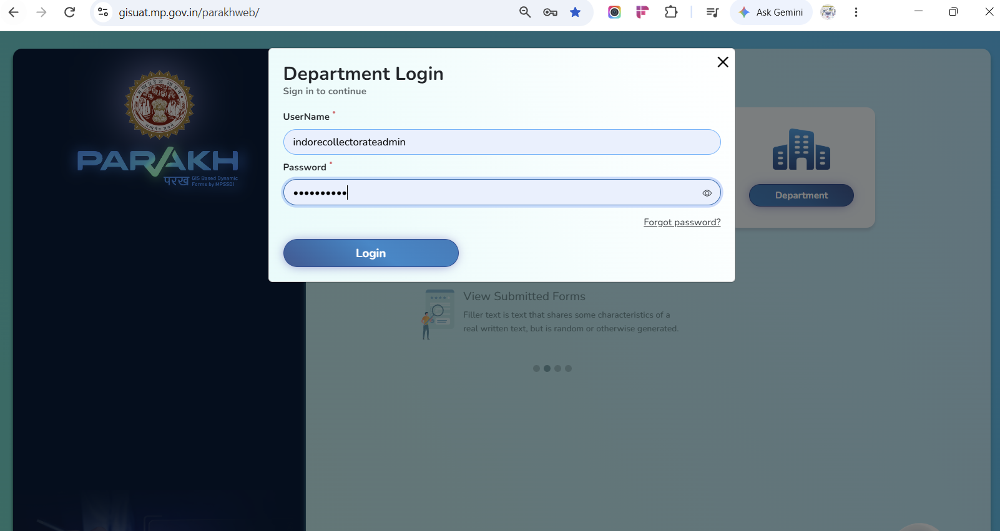 gisuat.mp.gov.in/parakhweb/
Ask Gemini
Department Login
Sign in to continue
UserName *
indorecollectorateadmin
Password *
••••••••••
Forgot password?
Login
PARAKH
परख GIS Based Dynamic
Forms by MPSSDI
Department
View Submitted Forms
Filler text is text that shares some characteristics of a
real written text, but is random or otherwise generated.